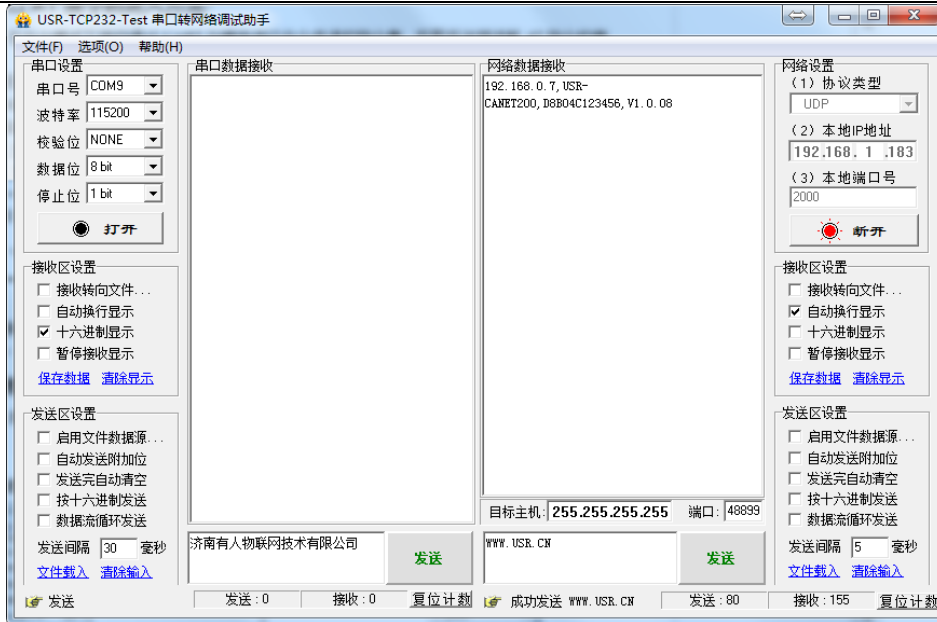 USR-TCP232-Test 串口转网络调试助手
文件(F) 选项(O) 帮助(H)
串口设置
串口号 COM9
波特率 115200
校验位 NONE
数据位 8 bit
停止位 1 bit
打开
接收区设置
接收转向文件...
自动换行显示
十六进制显示
暂停接收显示
保存数据 清除显示
发送区设置
启用文件数据源...
自动发送附加位
发送完自动清空
按十六进制发送
数据流循环发送
发送间隔 30 毫秒
文件载入 清除输入
串口数据接收
济南有人物联网技术有限公司
发送
网络数据接收
192.168.0.7,USR-
CANET200,D8B04C123456,V1.0.08
目标主机: 255.255.255.255 端口: 48899
WWW.USR.CN
发送
网络设置
(1) 协议类型
UDP
(2) 本地IP地址
192.168. 1 .183
(3) 本地端口号
2000
断开
接收区设置
接收转向文件...
自动换行显示
十六进制显示
暂停接收显示
保存数据 清除显示
发送区设置
启用文件数据源...
自动发送附加位
发送完自动清空
按十六进制发送
数据流循环发送
发送间隔 5 毫秒
文件载入 清除输入
发送 发送:0 接收:0 复位计数 成功发送 WWW.USR.CN 发送:80 接收:155 复位计数